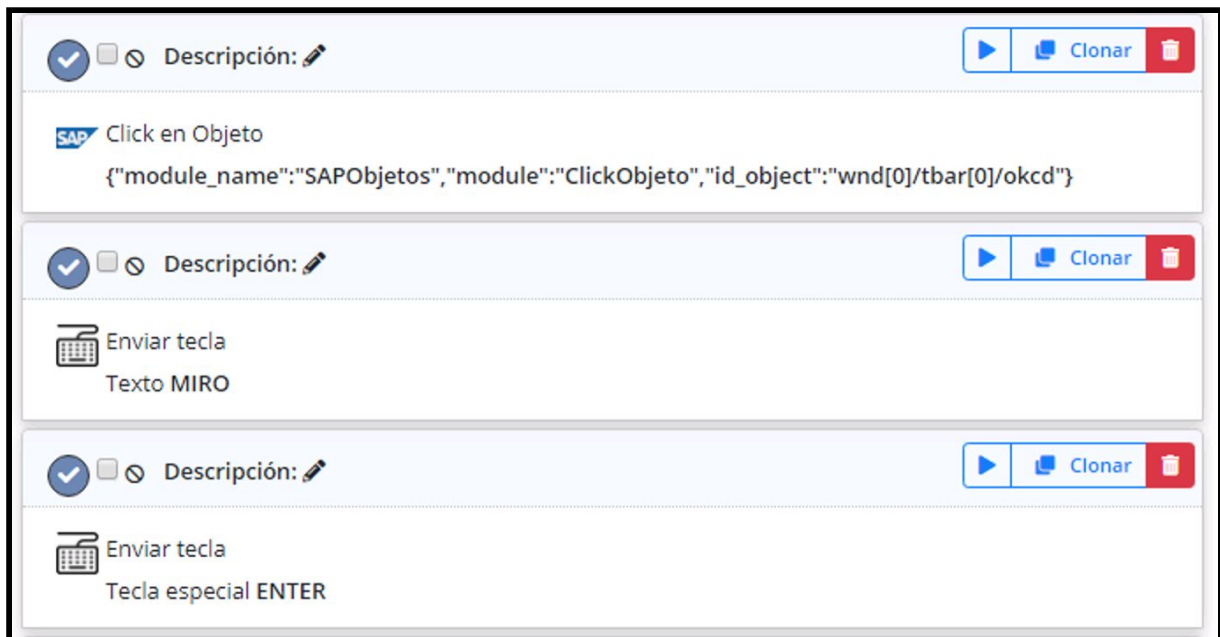 Descripción:
Clonar
SAP Click en Objeto
{"module_name":"SAPObjetos","module":"ClickObjeto","id_object":"wnd[0]/tbar[0]/okcd"}
Descripción:
Clonar
Enviar tecla
Texto MIRO
Descripción:
Clonar
Enviar tecla
Tecla especial ENTER